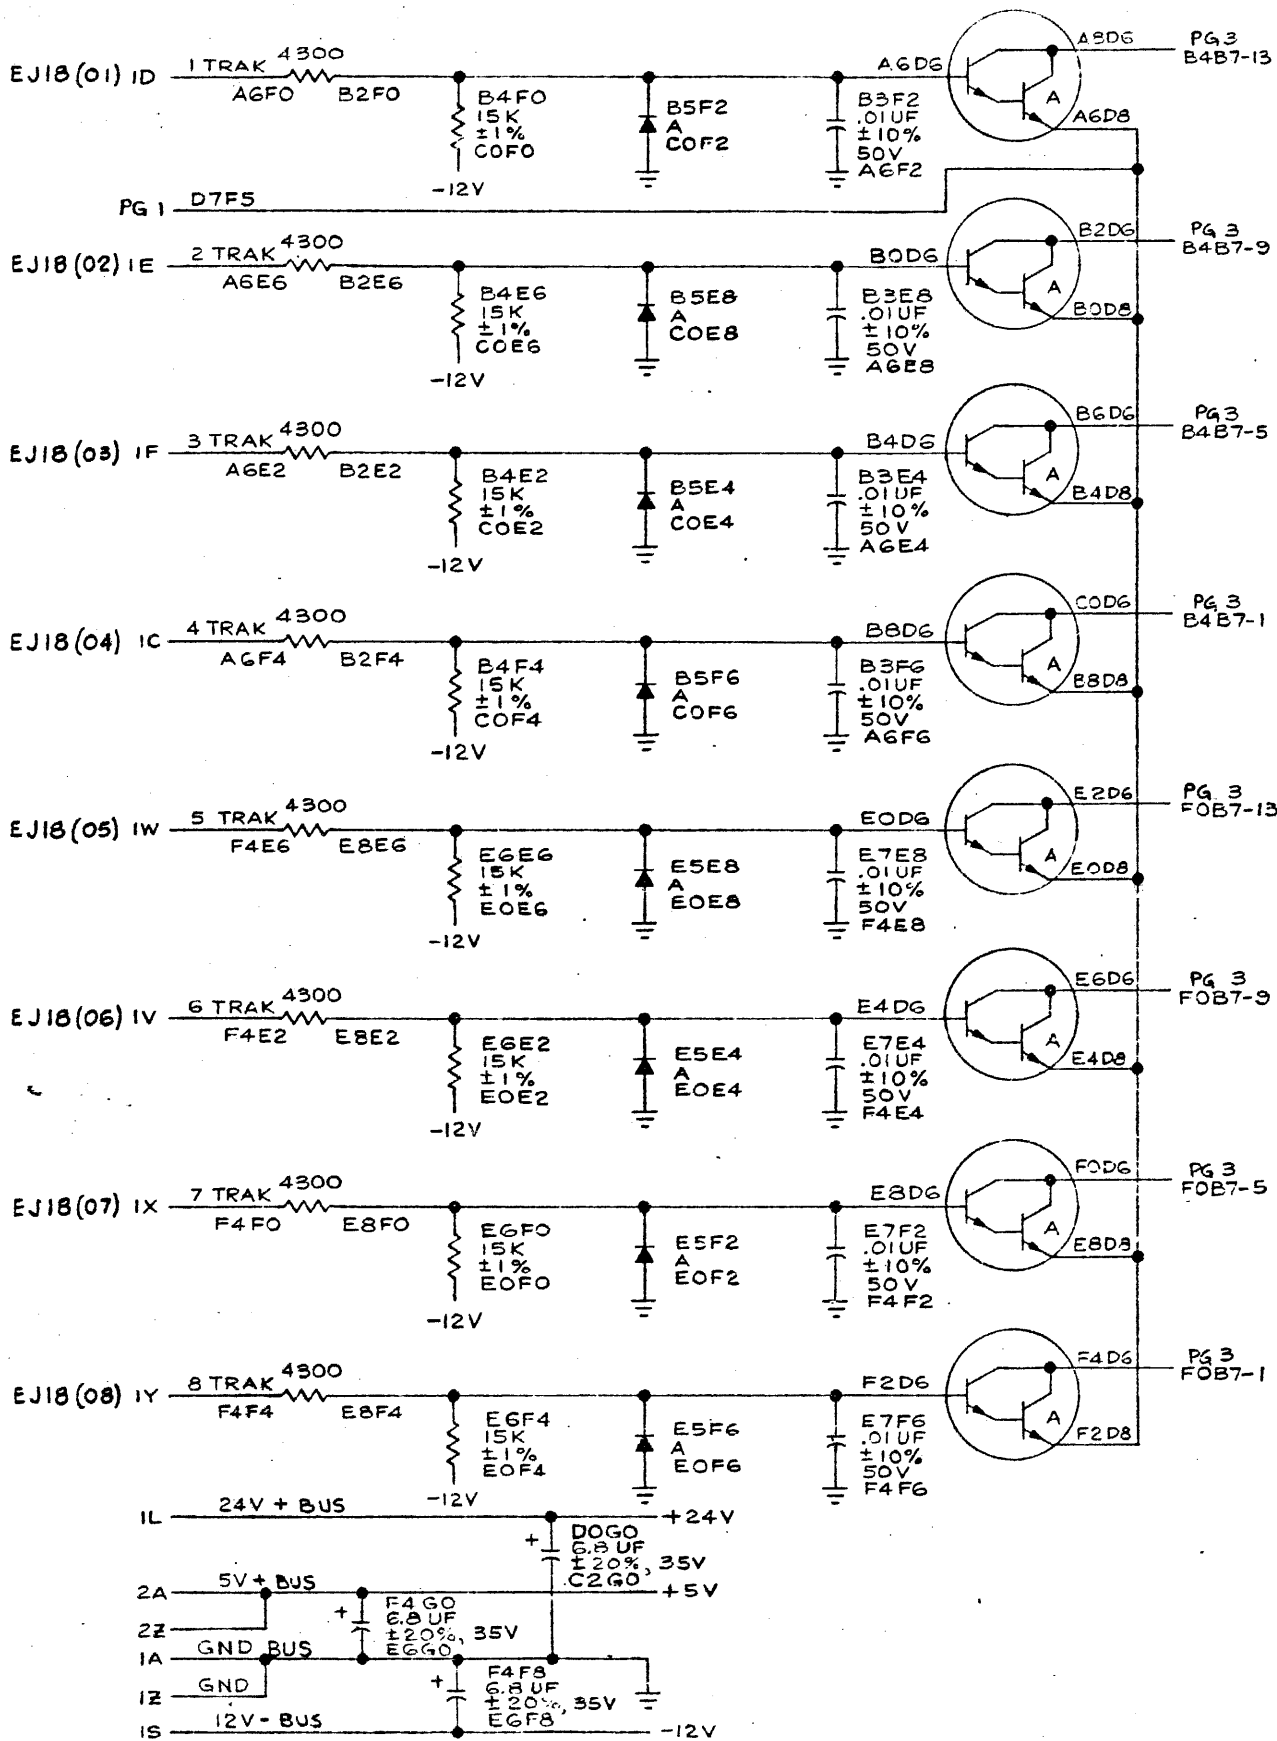 4300
EJ18(01) 1D 1 TRAK
A6F0 B2F0
B4F0
15K
±1%
C0F0
-12V
B5F2
A
C0F2
A6D6
B3F2
.01UF
±10%
50V
A6F2
A8D6
A
A6D8
PG 3
B4B7-13
PG 1 D7F5
4300
EJ18(02) 1E 2 TRAK
A6E6 B2E6
B4E6
15K
±1%
C0E6
-12V
B5E8
A
C0E8
B0D6
B3E8
.01UF
±10%
50V
A6E8
B2D6
A
B0D8
PG 3
B4B7-9
4300
EJ18(03) 1F 3 TRAK
A6E2 B2E2
B4E2
15K
±1%
C0E2
-12V
B5E4
A
C0E4
B4D6
B3E4
.01UF
±10%
50V
A6E4
B6D6
A
B4D8
PG 3
B4B7-5
4300
EJ18(04) 1C 4 TRAK
A6F4 B2F4
B4F4
15K
±1%
C0F4
-12V
B5F6
A
C0F6
B8D6
B3F6
.01UF
±10%
50V
A6F6
C0D6
A
B8D8
PG 3
B4B7-1
4300
EJ18(05) 1W 5 TRAK
F4E6 E8E6
E6E6
15K
±1%
E0E6
-12V
E5E8
A
E0E8
E0D6
E7E8
.01UF
±10%
50V
F4E8
E2D6
A
E0D8
PG 3
F0B7-13
4300
EJ18(06) 1V 6 TRAK
F4E2 E8E2
E6E2
15K
±1%
E0E2
-12V
E5E4
A
E0E4
E4D6
E7E4
.01UF
±10%
50V
F4E4
E6D6
A
E4D8
PG 3
F0B7-9
4300
EJ18(07) 1X 7 TRAK
F4F0 E8F0
E6F0
15K
±1%
E0F0
-12V
E5F2
A
E0F2
E8D6
E7F2
.01UF
±10%
50V
F4F2
F0D6
A
E8D8
PG 3
F0B7-5
4300
EJ18(08) 1Y 8 TRAK
F4F4 E8F4
E6F4
15K
±1%
E0F4
-12V
E5F6
A
E0F6
F2D6
E7F6
.01UF
±10%
50V
F4F6
F4D6
A
F2D8
PG 3
F0B7-1
1L 24V + BUS +24V
+ D0G0
6.8 UF
±20%, 35V
C2G0
2A 5V + BUS +5V
2Z
+ F4G0
6.8 UF
±20%, 35V
E6G0
1A GND BUS
1Z GND
+ F4F8
6.8 UF
±20%, 35V
E6F8
1S 12V - BUS -12V